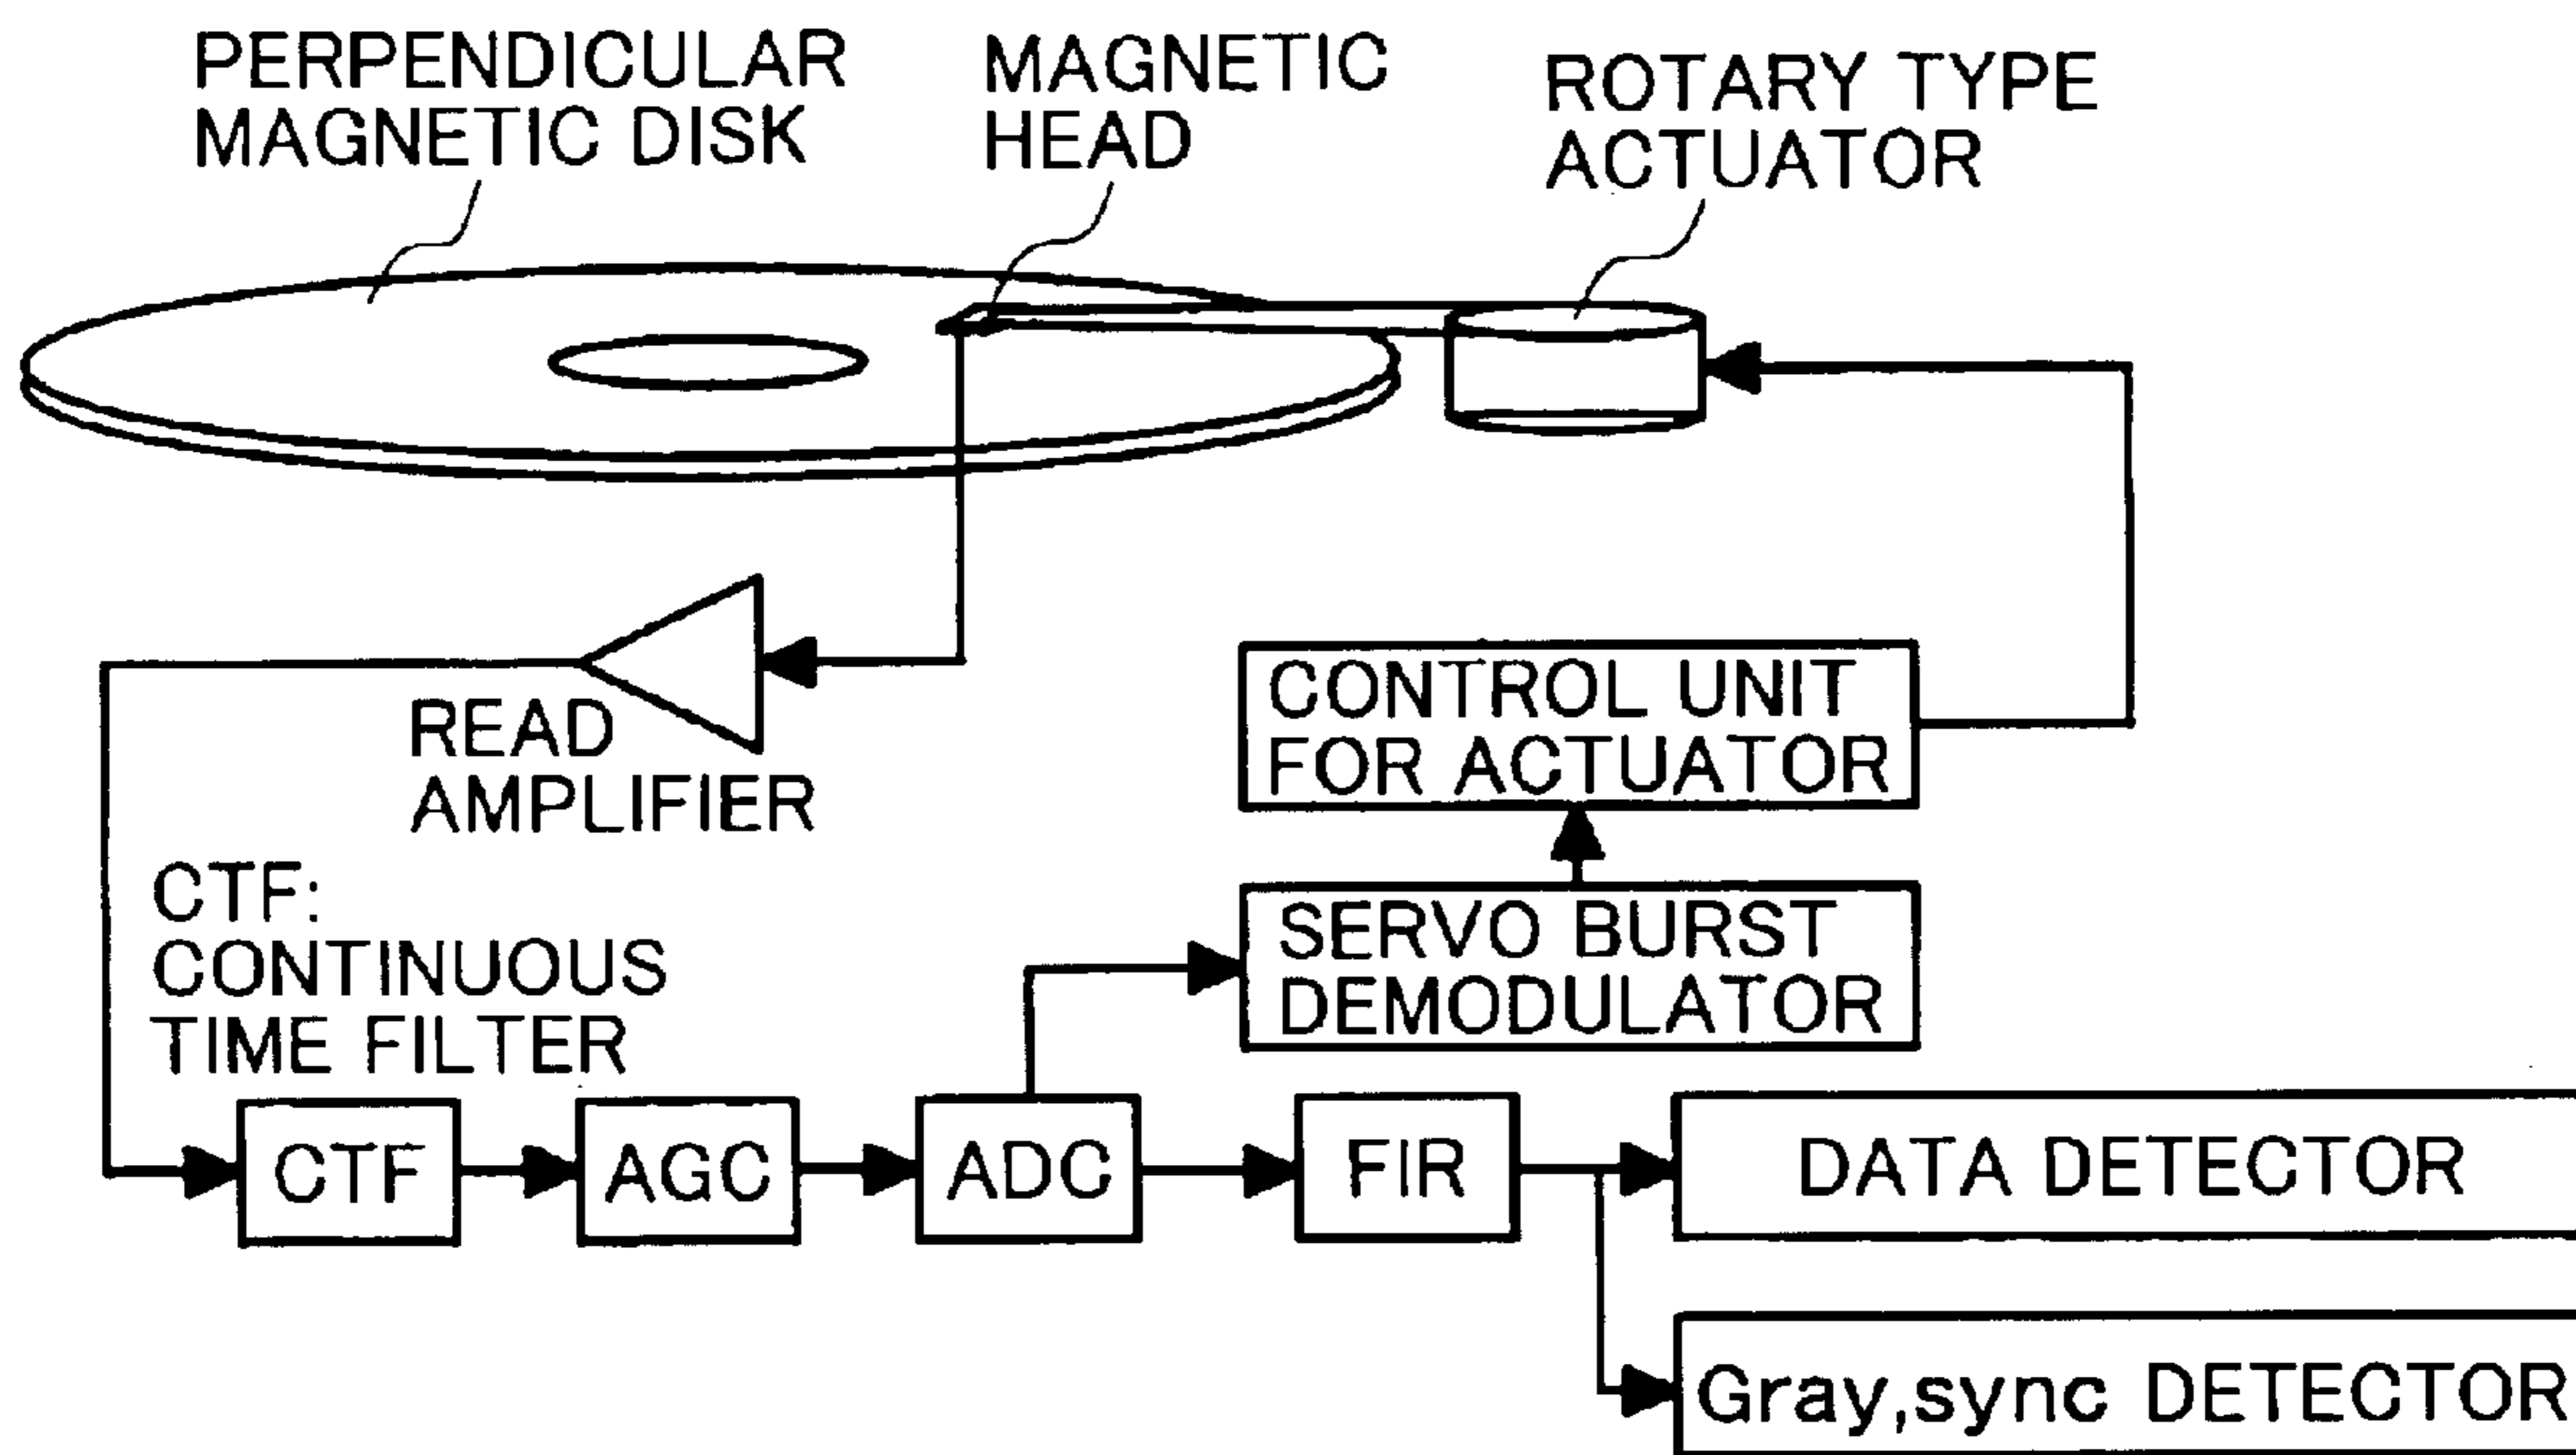 PERPENDICULAR
MAGNETIC DISK
MAGNETIC
HEAD
ROTARY TYPE
ACTUATOR
READ
AMPLIFIER
CONTROL UNIT
FOR ACTUATOR
CTF:
CONTINUOUS
TIME FILTER
SERVO BURST
DEMODULATOR
CTF
AGC
ADC
FIR
DATA DETECTOR
Gray,sync DETECTOR